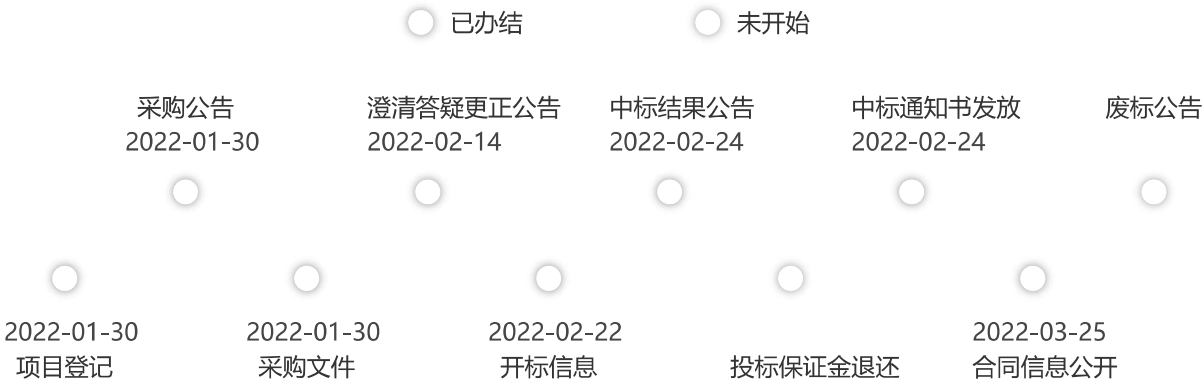 已办结
未开始
采购公告
2022-01-30
澄清答疑更正公告
2022-02-14
中标结果公告
2022-02-24
中标通知书发放
2022-02-24
废标公告
2022-01-30
项目登记
2022-01-30
采购文件
2022-02-22
开标信息
投标保证金退还
2022-03-25
合同信息公开